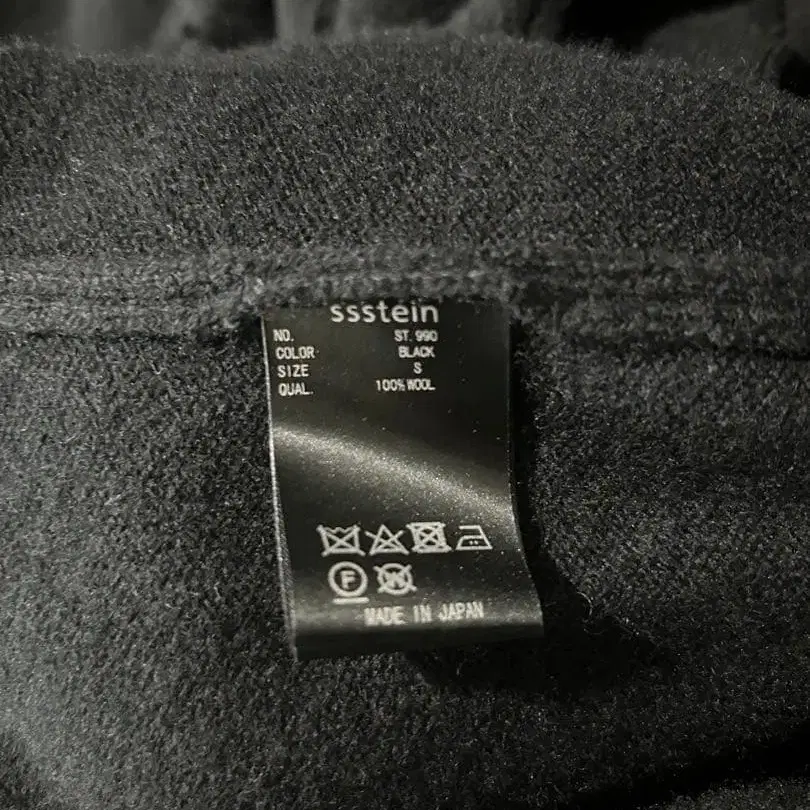 ssstein
NO. ST.990
COLOR BLACK
SIZE S
QUAL. 100% WOOL
F W
MADE IN JAPAN